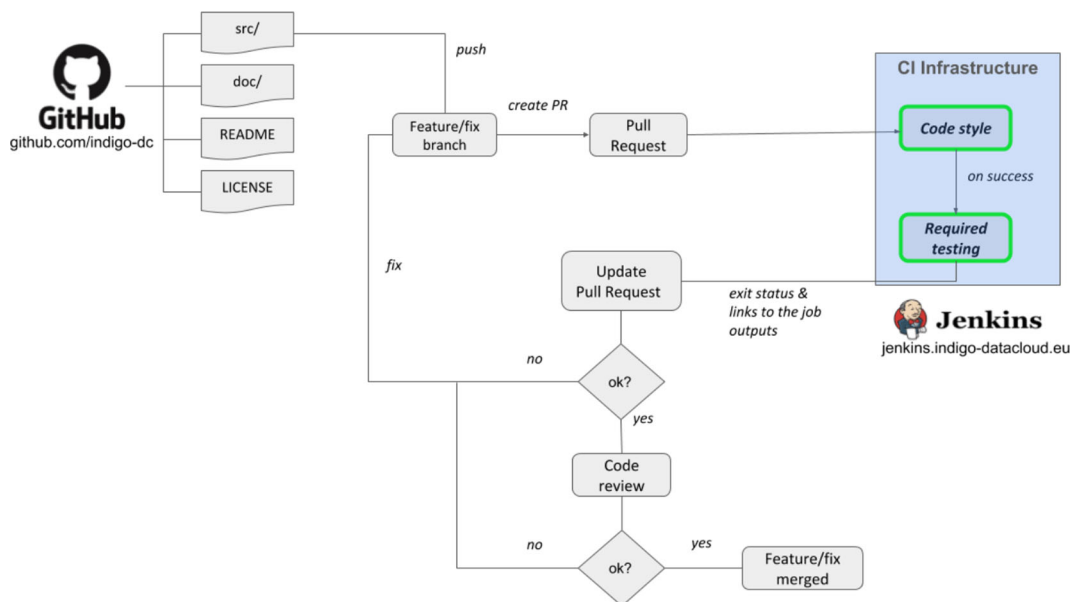 src/
doc/
README
LICENSE
GitHub
github.com/indigo-dc
push
Feature/fix
branch
create PR
Pull
Request
CI Infrastructure
Code style
on success
Required
testing
Jenkins
jenkins.indigo-datacloud.eu
exit status &
links to the job
outputs
Update
Pull Request
fix
no
ok?
yes
Code
review
no
ok?
yes
Feature/fix
merged